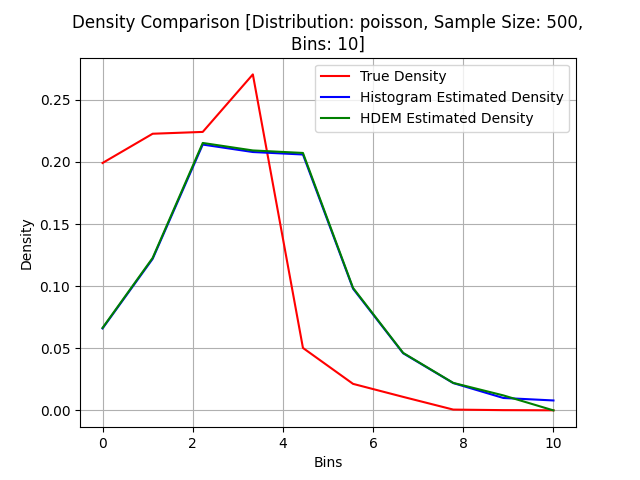 Density Comparison [Distribution: poisson, Sample Size: 500,
Bins: 10]
True Density
Histogram Estimated Density
HDEM Estimated Density
Density
0.25
0.20
0.15
0.10
0.05
0.00
0 2 4 6 8 10
Bins